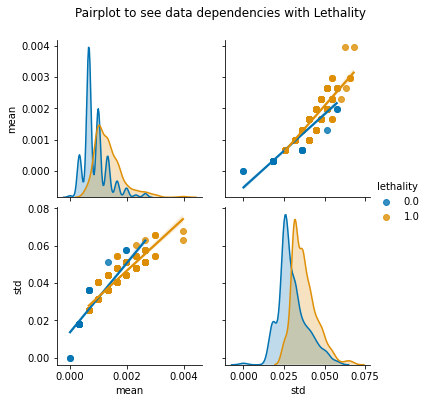 Pairplot to see data dependencies with Lethality
0.004
0.003
0.002
0.001
0.000
mean
lethality
0.0
1.0
0.08
0.06
0.04
0.02
0.00
std
0.000 0.002 0.004
mean
0.000 0.025 0.050 0.075
std